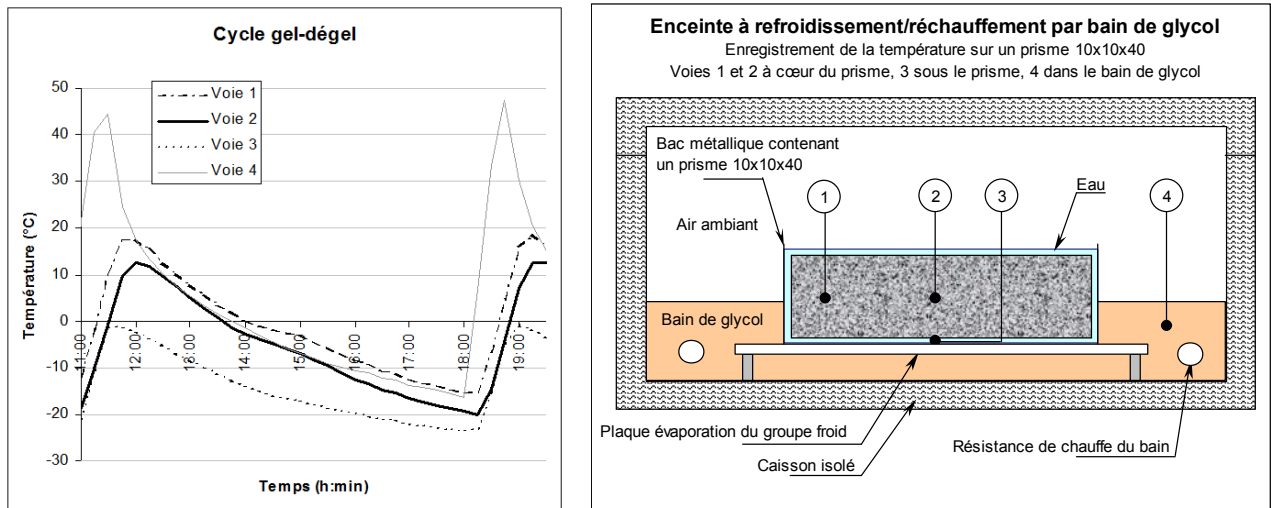 Cycle gel-dégel
Voie 1
Voie 2
Voie 3
Voie 4
Température (°C)
50
40
30
20
10
0
-10
-20
-30
11:00
12:00
13:00
14:00
15:00
16:00
17:00
18:00
19:00
Temps (h:min)
Enceinte à refroidissement/réchauffement par bain de glycol
Enregistrement de la température sur un prisme 10x10x40
Voies 1 et 2 à cœur du prisme, 3 sous le prisme, 4 dans le bain de glycol
Bac métallique contenant
un prisme 10x10x40
Air ambiant
1
2
3
Eau
4
Bain de glycol
Plaque évaporation du groupe froid
Caisson isolé
Résistance de chauffe du bain